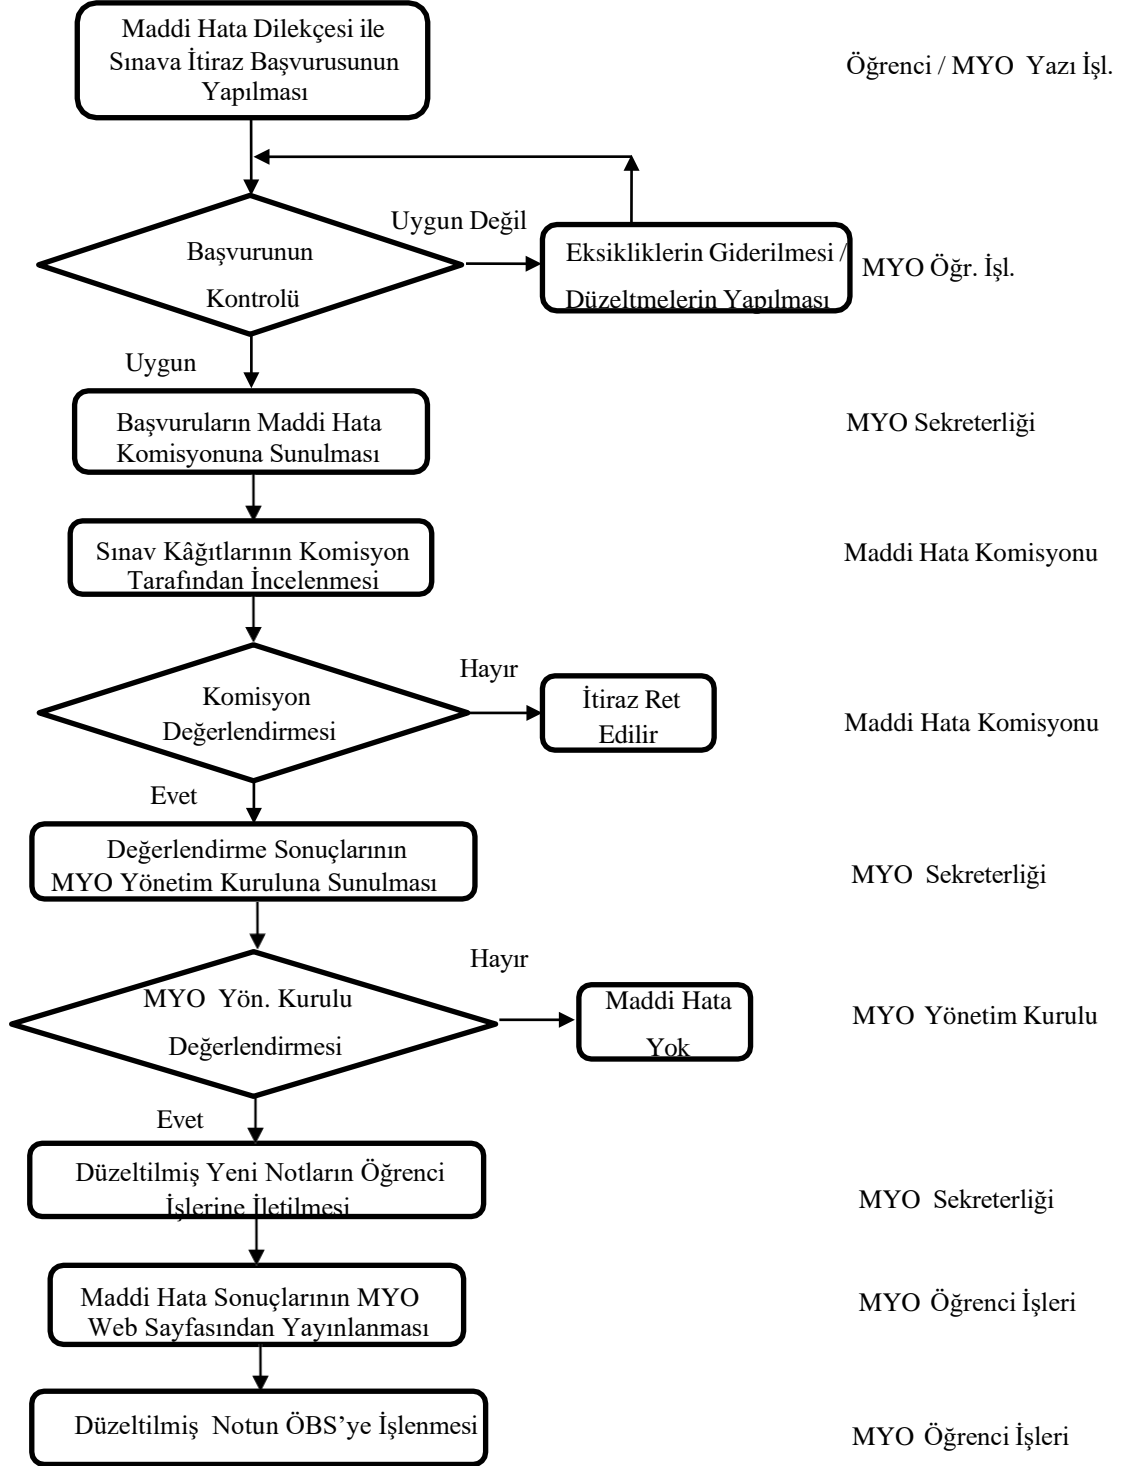 Maddi Hata Dilekçesi ile
Sınava İtiraz Başvurusunun
Yapılması
Öğrenci / MYO Yazı İşl.
Uygun Değil
Başvurunun
Kontrolü
Eksikliklerin Giderilmesi /
Düzeltmelerin Yapılması
MYO Öğr. İşl.
Uygun
Başvuruların Maddi Hata
Komisyonuna Sunulması
MYO Sekreterliği
Sınav Kâğıtlarının Komisyon
Tarafından İncelenmesi
Maddi Hata Komisyonu
Hayır
Komisyon
Değerlendirmesi
İtiraz Ret
Edilir
Maddi Hata Komisyonu
Evet
Değerlendirme Sonuçlarının
MYO Yönetim Kuruluna Sunulması
MYO Sekreterliği
Hayır
MYO Yön. Kurulu
Değerlendirmesi
Maddi Hata
Yok
MYO Yönetim Kurulu
Evet
Düzeltilmiş Yeni Notların Öğrenci
İşlerine İletilmesi
MYO Sekreterliği
Maddi Hata Sonuçlarının MYO
Web Sayfasından Yayınlanması
MYO Öğrenci İşleri
Düzeltilmiş Notun ÖBS’ye İşlenmesi
MYO Öğrenci İşleri